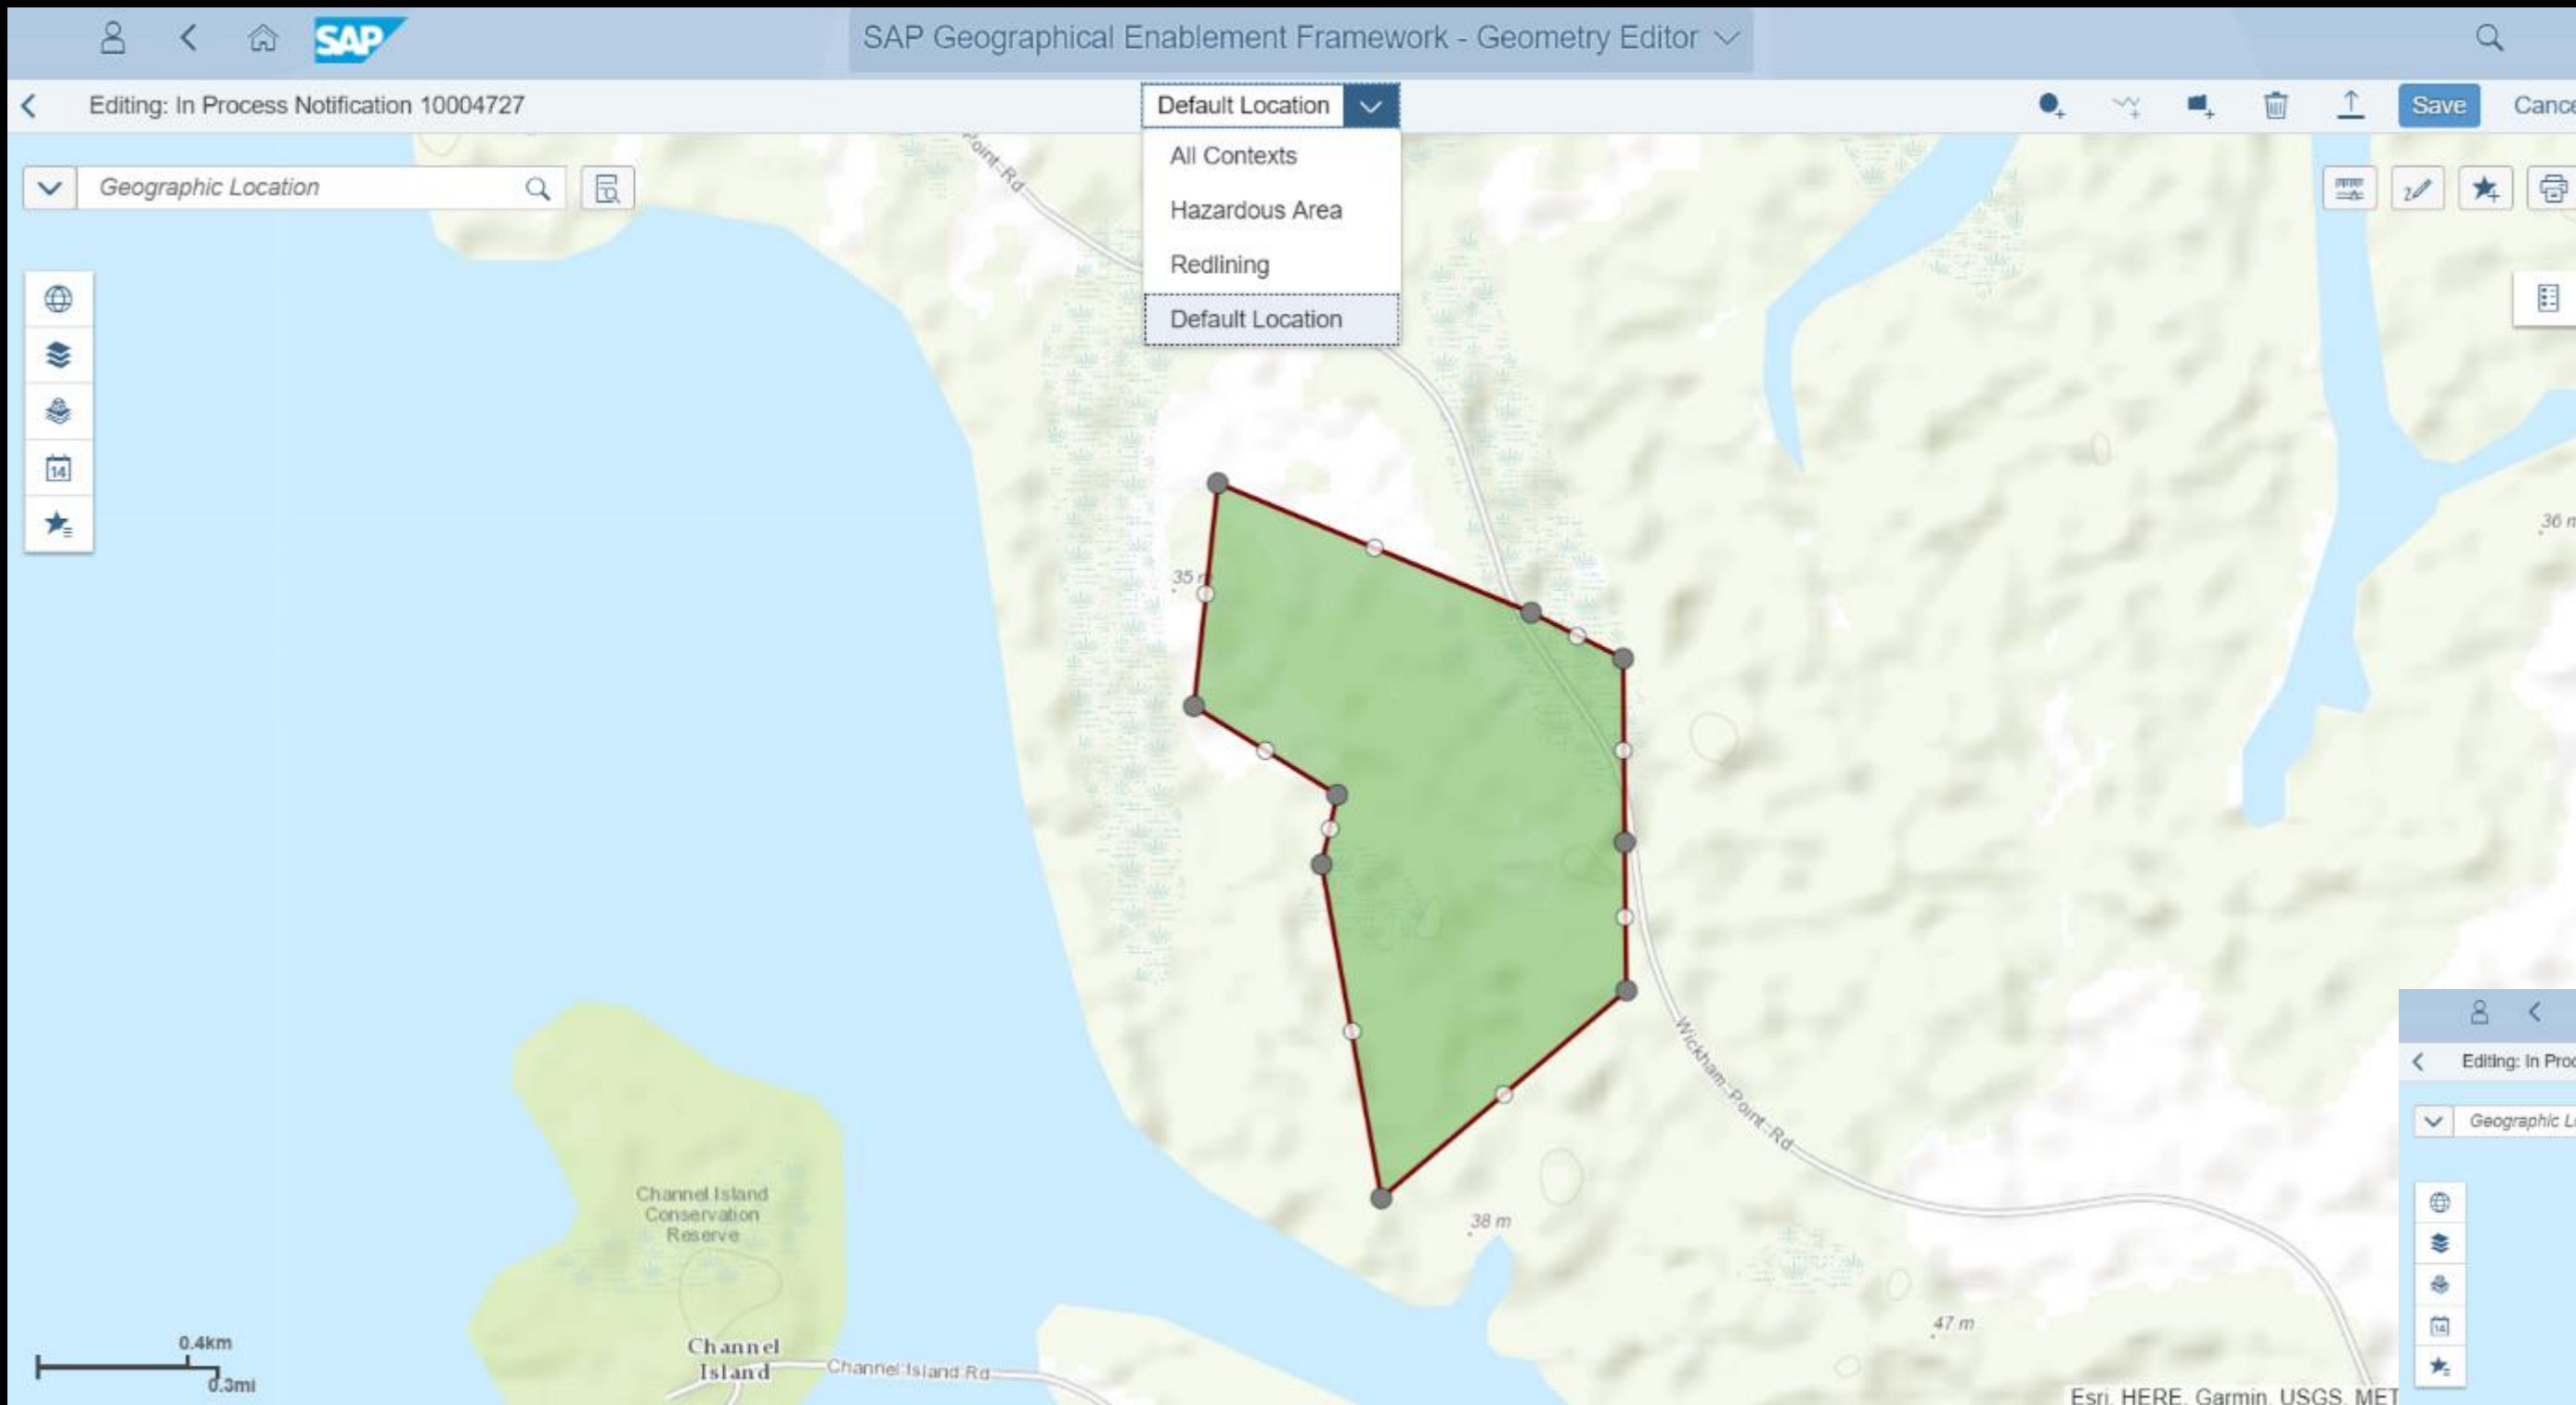 SAP
SAP Geographical Enablement Framework - Geometry Editor
Editing: In Process Notification 10004727
Default Location
Save
Cance
All Contexts
Hazardous Area
Redlining
Default Location
Geographic Location
Point-Rd
14
35 m
36 m
Wickham-Point-Rd
38 m
47 m
Channel Island
Conservation
Reserve
Channel
Island
Channel Island Rd
0.4km
0.3mi
Esri, HERE, Garmin, USGS, MET
Editing: In Proc
Geographic L
14